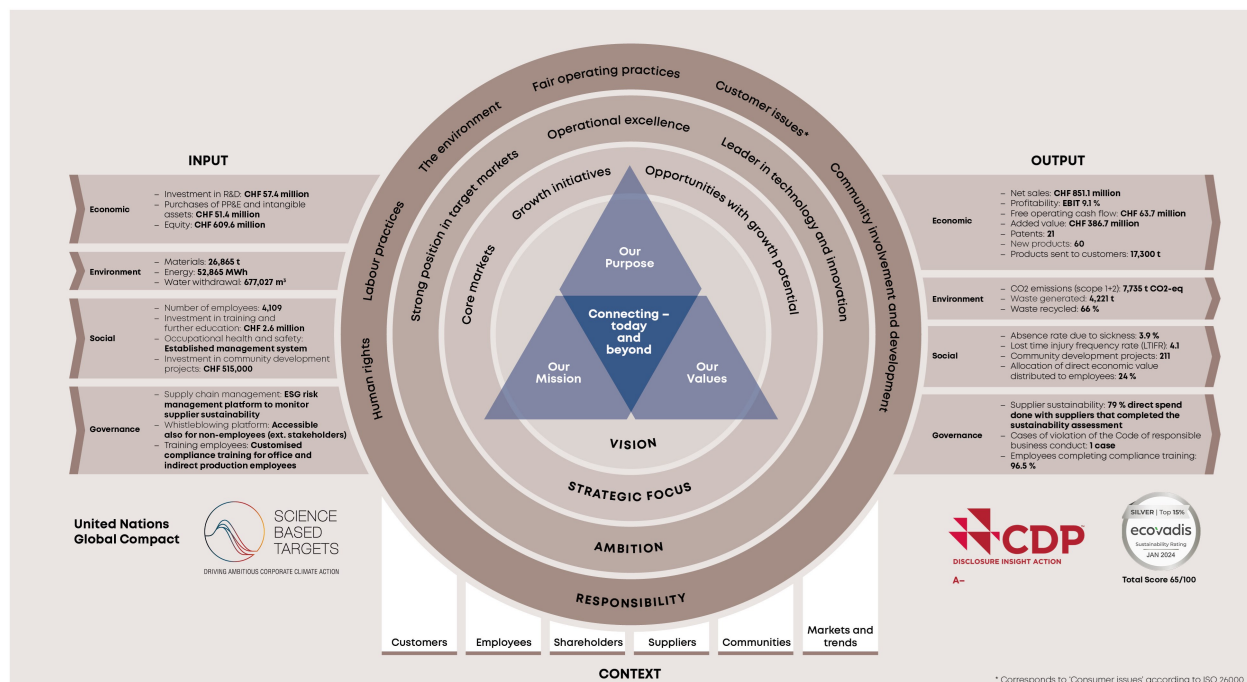 INPUT
Economic
– Investment in R&D: CHF 57.4 million
– Purchases of PP&E and intangible
assets: CHF 51.4 million
– Equity: CHF 609.6 million
Environment
– Materials: 26,865 t
– Energy: 52,865 MWh
– Water withdrawal: 677,027 m³
Social
– Number of employees: 4,109
– Investment in training and
further education: CHF 2.6 million
– Occupational health and safety:
Established management system
– Investment in community development
projects: CHF 515,000
Governance
– Supply chain management: ESG risk
management platform to monitor
supplier sustainability
– Whistleblowing platform: Accessible
also for non-employees (ext. stakeholders)
– Training employees: Customised
compliance training for office and
indirect production employees
United Nations
Global Compact
SCIENCE
BASED
TARGETS
DRIVING AMBITIOUS CORPORATE CLIMATE ACTION
Human rights
Labour practices
The environment
Fair operating practices
Customer issues*
Community involvement and development
Strong position in target markets
Operational excellence
Leader in technology and innovation
Core markets
Growth initiatives
Opportunities with growth potential
Our
Purpose
Connecting –
today
and
beyond
Our
Mission
Our
Values
VISION
STRATEGIC FOCUS
AMBITION
RESPONSIBILITY
Customers
Employees
Shareholders
Suppliers
Communities
Markets and
trends
CONTEXT
OUTPUT
Economic
– Net sales: CHF 851.1 million
– Profitability: EBIT 9.1 %
– Free operating cash flow: CHF 63.7 million
– Added value: CHF 386.7 million
– Patents: 21
– New products: 60
– Products sent to customers: 17,300 t
Environment
– CO2 emissions (scope 1+2): 7,735 t CO2-eq
– Waste generated: 4,221 t
– Waste recycled: 66 %
Social
– Absence rate due to sickness: 3.9 %
– Lost time injury frequency rate (LTIFR): 4.1
– Community development projects: 211
– Allocation of direct economic value
distributed to employees: 24 %
Governance
– Supplier sustainability: 79 % direct spend
done with suppliers that completed the
sustainability assessment
– Cases of violation of the Code of responsible
business conduct: 1 case
– Employees completing compliance training:
96.5 %
CDP
DISCLOSURE INSIGHT ACTION
A–
SILVER | Top 15%
ecovadis
Sustainability Rating
JAN 2024
Total Score 65/100
* Corresponds to 'Consumer issues' according to ISO 26000